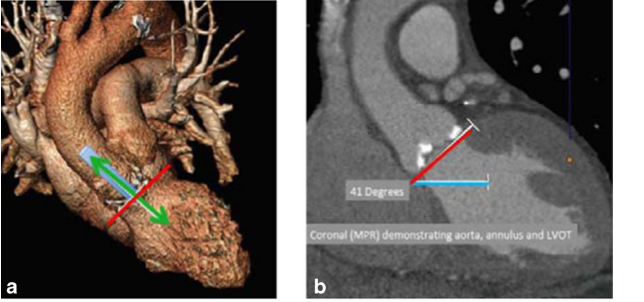 a
b
41 Degrees
Coronal (MPR) demonstrating aorta, annulus and LVOT